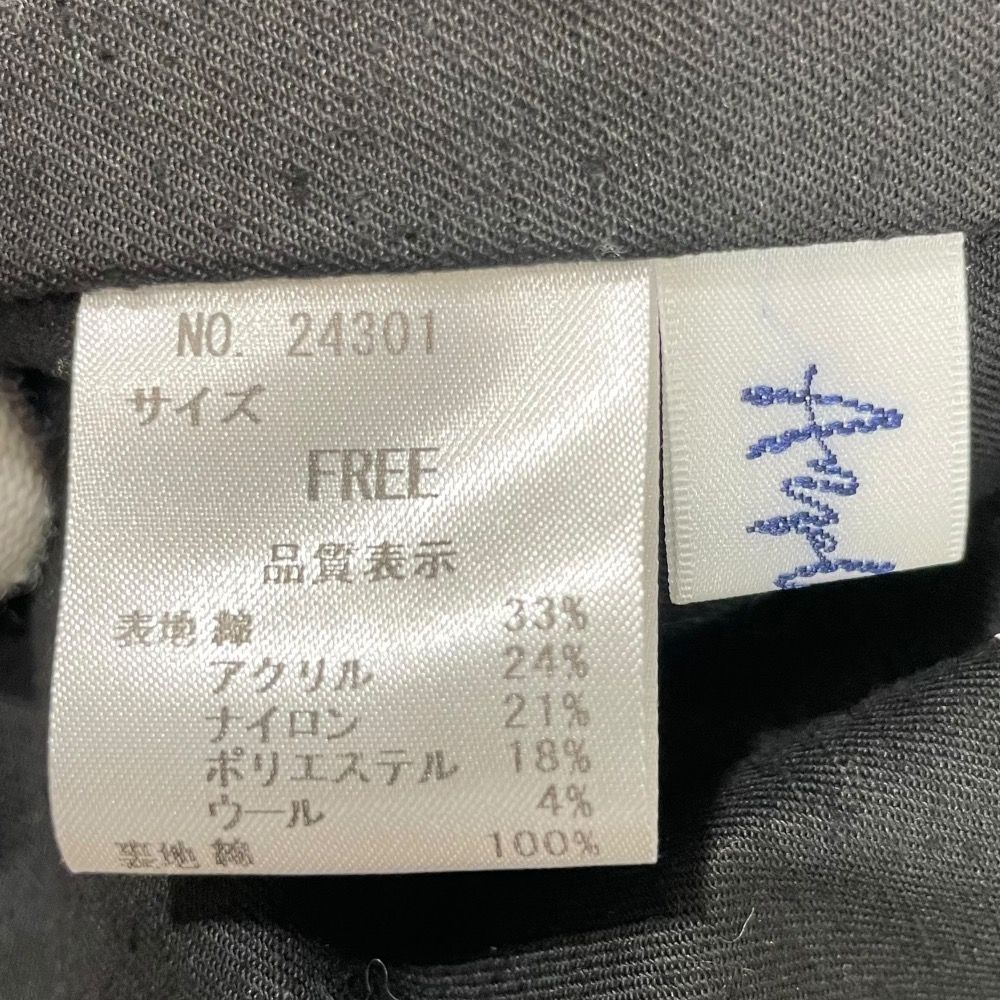 NO. 24301
サイズ
FREE
品質表示
表地 綿 33%
アクリル 24%
ナイロン 21%
ポリエステル 18%
ウール 4%
裏地 綿 100%